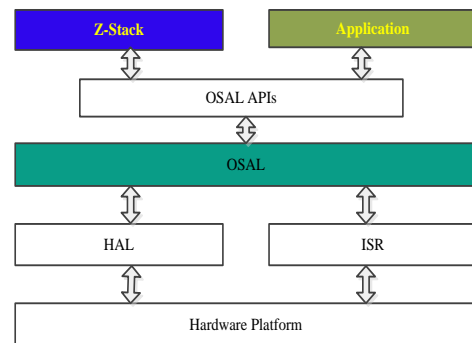 Z-Stack
Application
OSAL APIs
OSAL
HAL
ISR
Hardware Platform